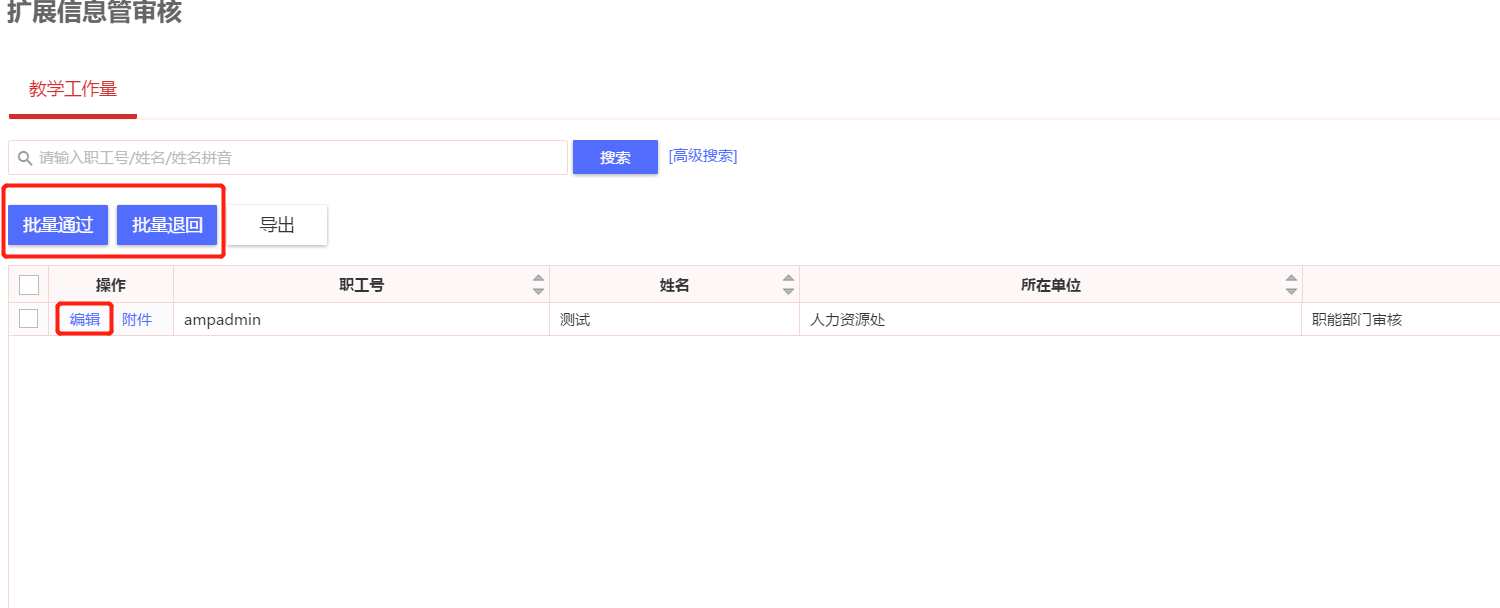 扩展信息管审核
教学工作量
请输入职工号/姓名/姓名拼音 搜索 [高级搜索]
批量通过 批量退回 导出
操作 职工号 姓名 所在单位
编辑 附件 ampadmin 测试 人力资源处 职能部门审核